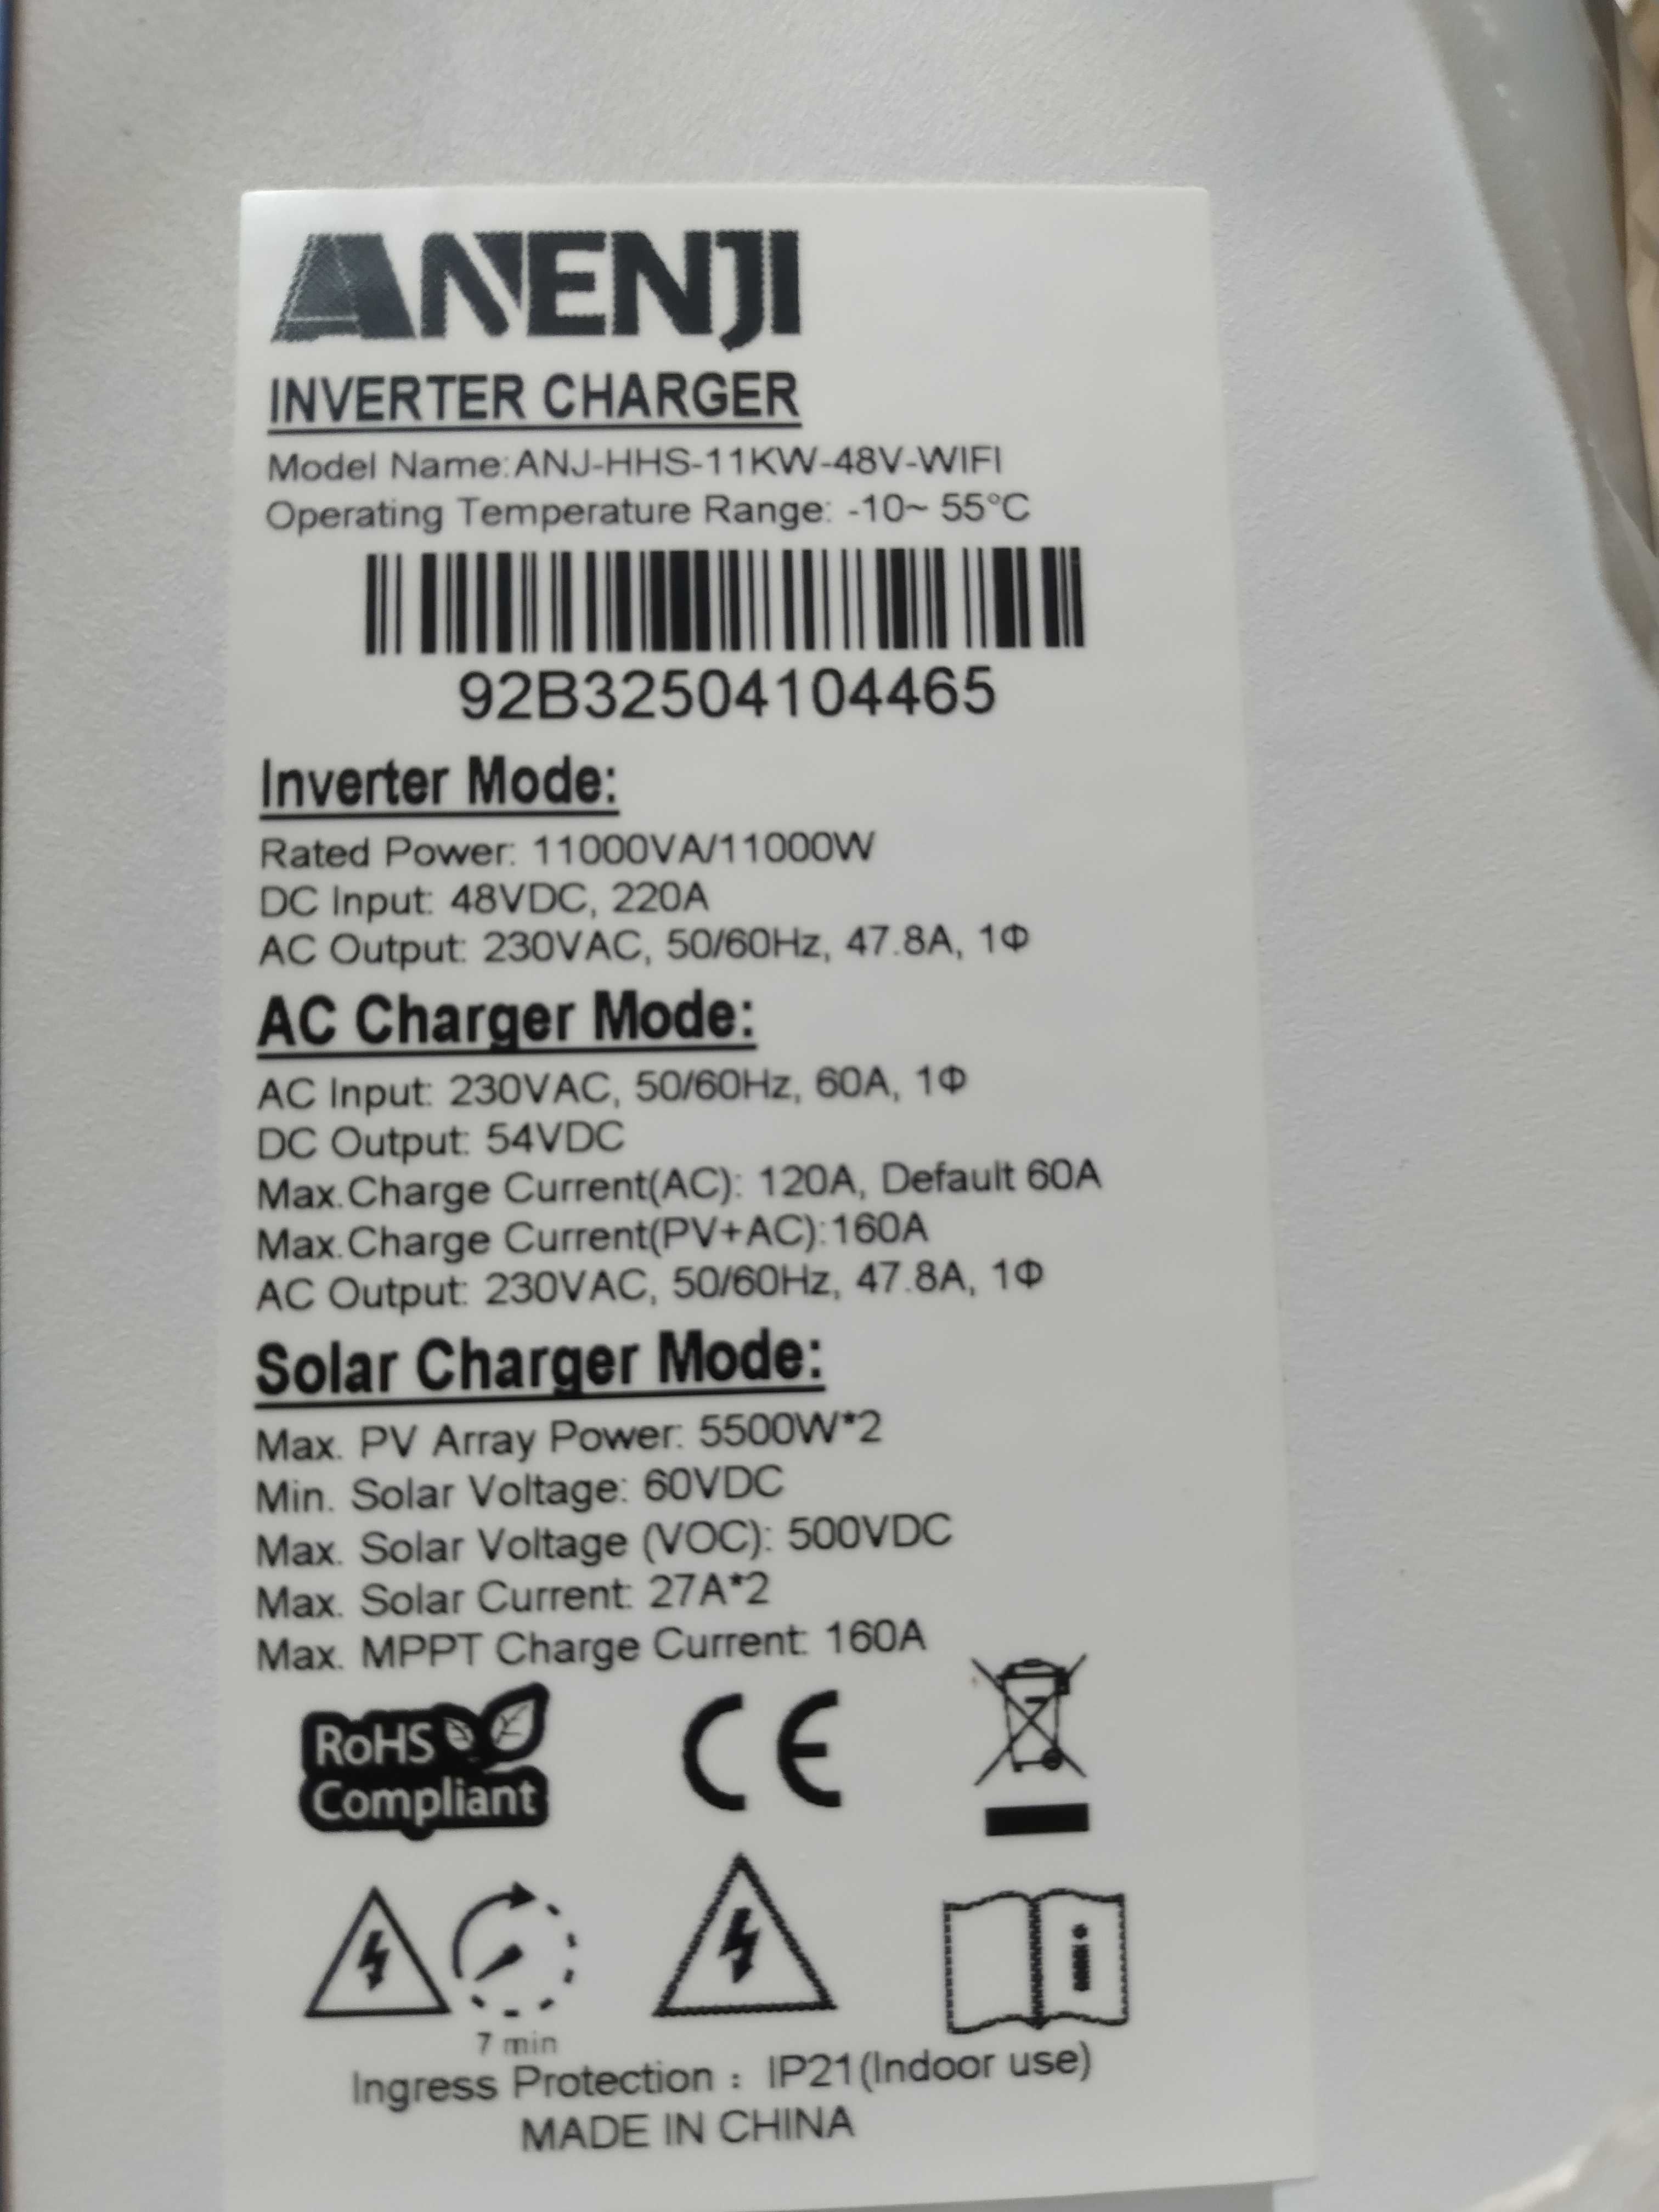 ANENJI
INVERTER CHARGER
Model Name:ANJ-HHS-11KW-48V-WIFI
Operating Temperature Range: -10~ 55°C
92B32504104465
Inverter Mode:
Rated Power: 11000VA/11000W
DC Input: 48VDC, 220A
AC Output: 230VAC, 50/60Hz, 47.8A, 1Φ
AC Charger Mode:
AC Input: 230VAC, 50/60Hz, 60A, 1Φ
DC Output: 54VDC
Max.Charge Current(AC): 120A, Default 60A
Max.Charge Current(PV+AC):160A
AC Output: 230VAC, 50/60Hz, 47.8A, 1Φ
Solar Charger Mode:
Max. PV Array Power: 5500W*2
Min. Solar Voltage: 60VDC
Max. Solar Voltage (VOC): 500VDC
Max. Solar Current: 27A*2
Max. MPPT Charge Current: 160A
RoHS
Compliant
CE
7 min
Ingress Protection : IP21(Indoor use)
MADE IN CHINA